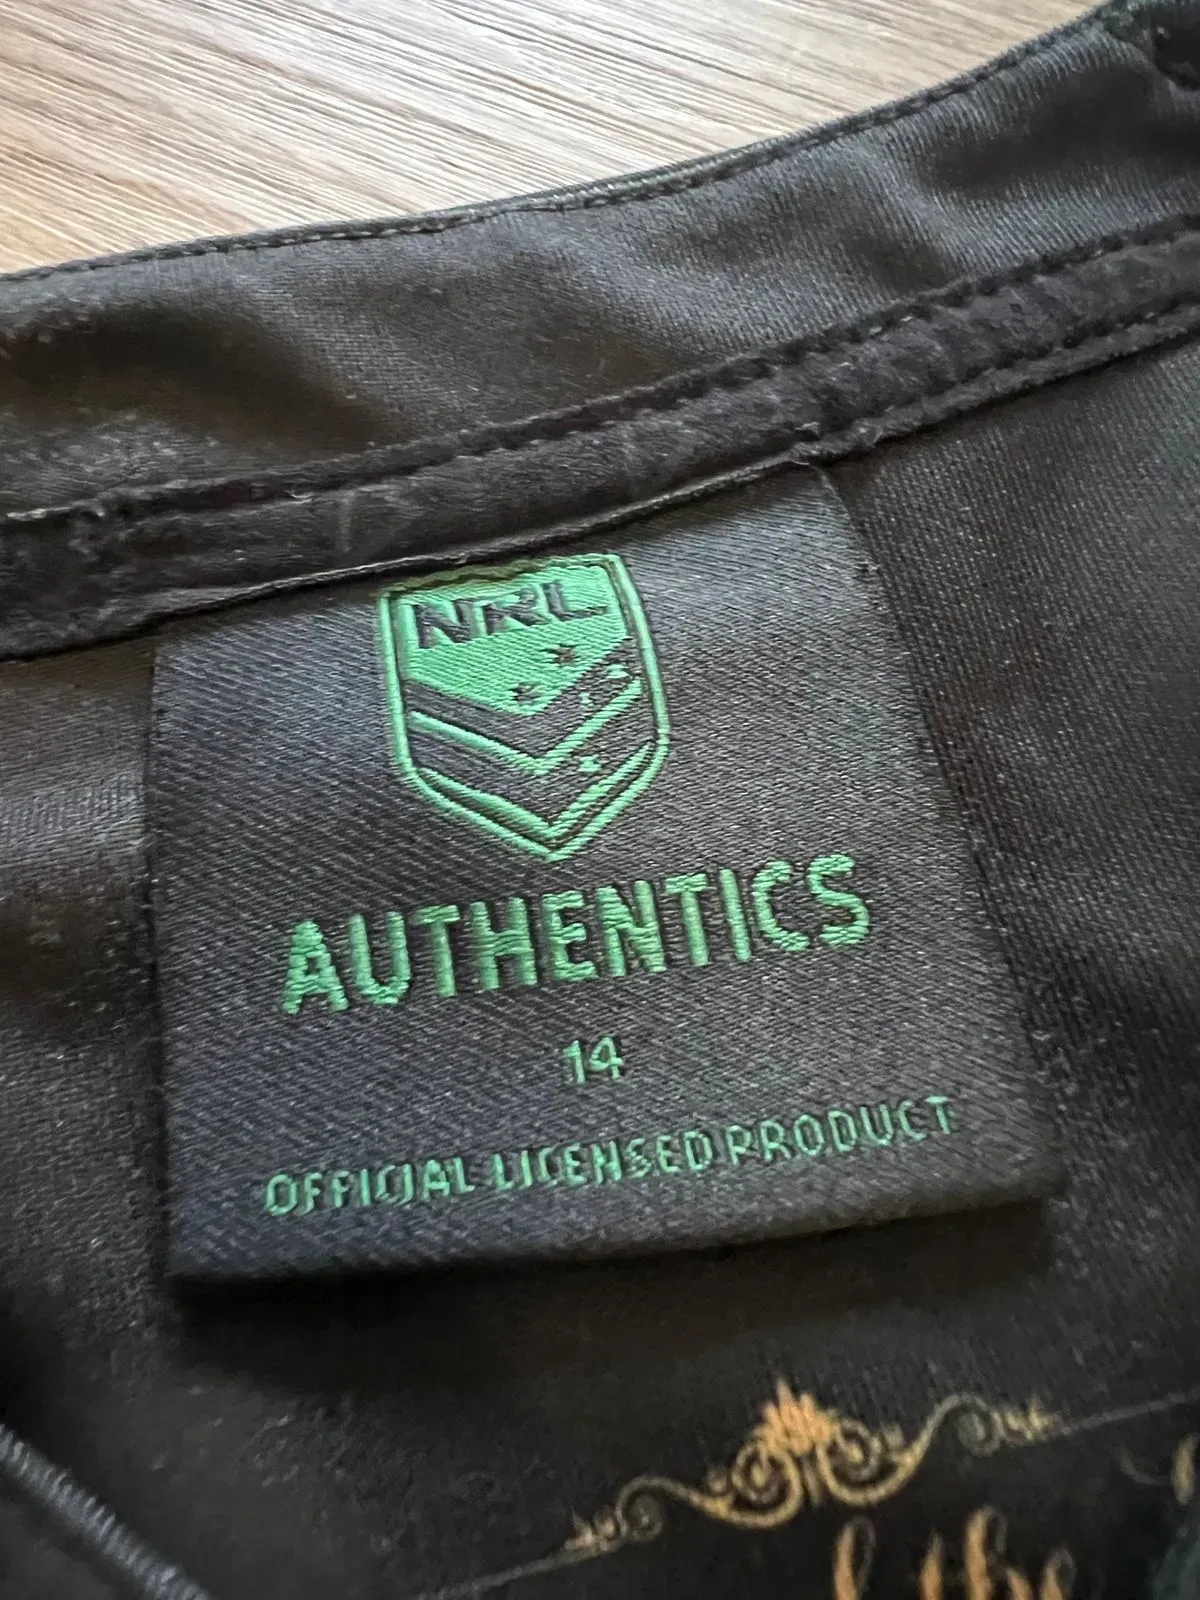 NRL
AUTHENTICS
14
OFFICIAL LICENSED PRODUCT